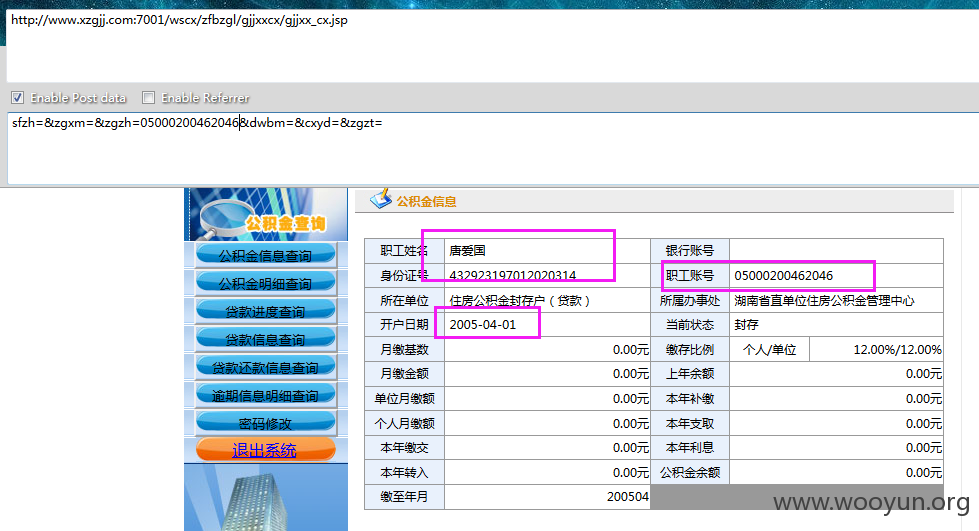 http://www.xzgjj.com:7001/wscx/zfbzgl/gjjxxcx/gjjxx_cx.jsp
Enable Post data Enable Referrer
sfzh=&zgxm=&zgzh=05000200462046&dwbm=&cxyd=&zgzt=
公积金查询
公积金信息查询
公积金明细查询
贷款进度查询
贷款信息查询
贷款还款信息查询
逾期信息明细查询
密码修改
退出系统
公积金信息
职工姓名 唐爱国 银行账号
身份证号 432923197012020314 职工账号 05000200462046
所在单位 住房公积金封存户（贷款） 所属办事处 湖南省直单位住房公积金管理中心
开户日期 2005-04-01 当前状态 封存
月缴基数 0.00元 缴存比例 个人/单位 12.00%/12.00%
月缴金额 0.00元 上年余额 0.00元
单位月缴额 0.00元 本年补缴 0.00元
个人月缴额 0.00元 本年支取 0.00元
本年缴交 0.00元 本年利息 0.00元
本年转入 0.00元 公积金余额 0.00元
缴至年月 200504
www.wooyun.org